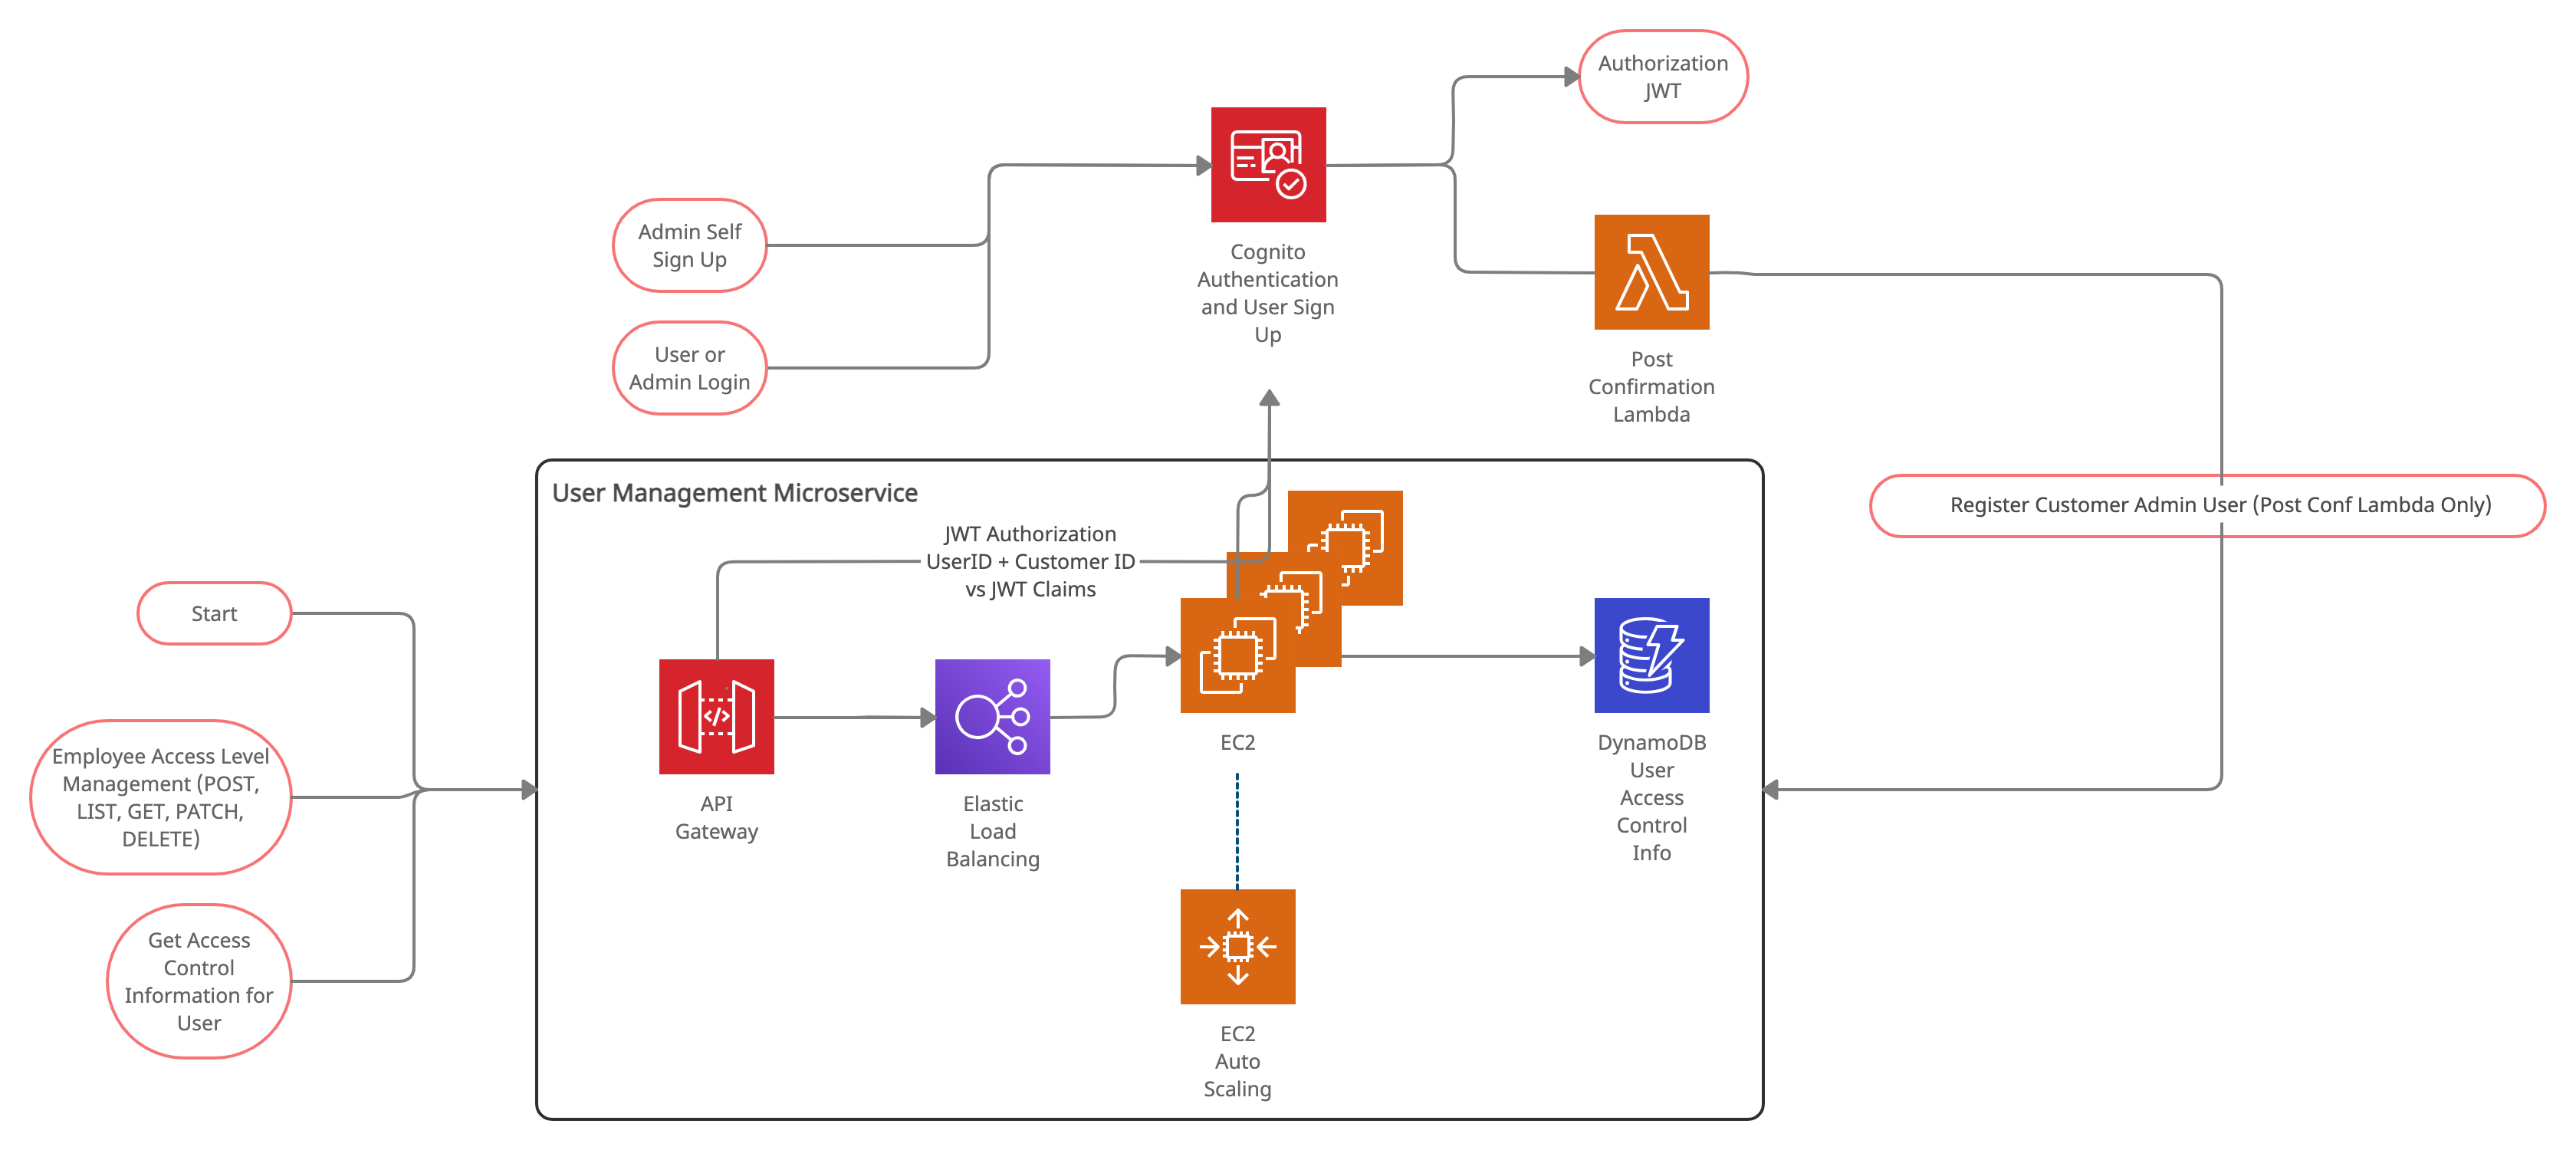 Authorization
JWT
Admin Self
Sign Up
Cognito
Authentication
and User Sign
Up
User or
Admin Login
Post
Confirmation
Lambda
User Management Microservice
Register Customer Admin User (Post Conf Lambda Only)
JWT Authorization
UserID + Customer ID
vs JWT Claims
Start
Employee Access Level
Management (POST,
LIST, GET, PATCH,
DELETE)
Get Access
Control
Information for
User
</>
API
Gateway
Elastic
Load
Balancing
EC2
DynamoDB
User
Access
Control
Info
EC2
Auto
Scaling